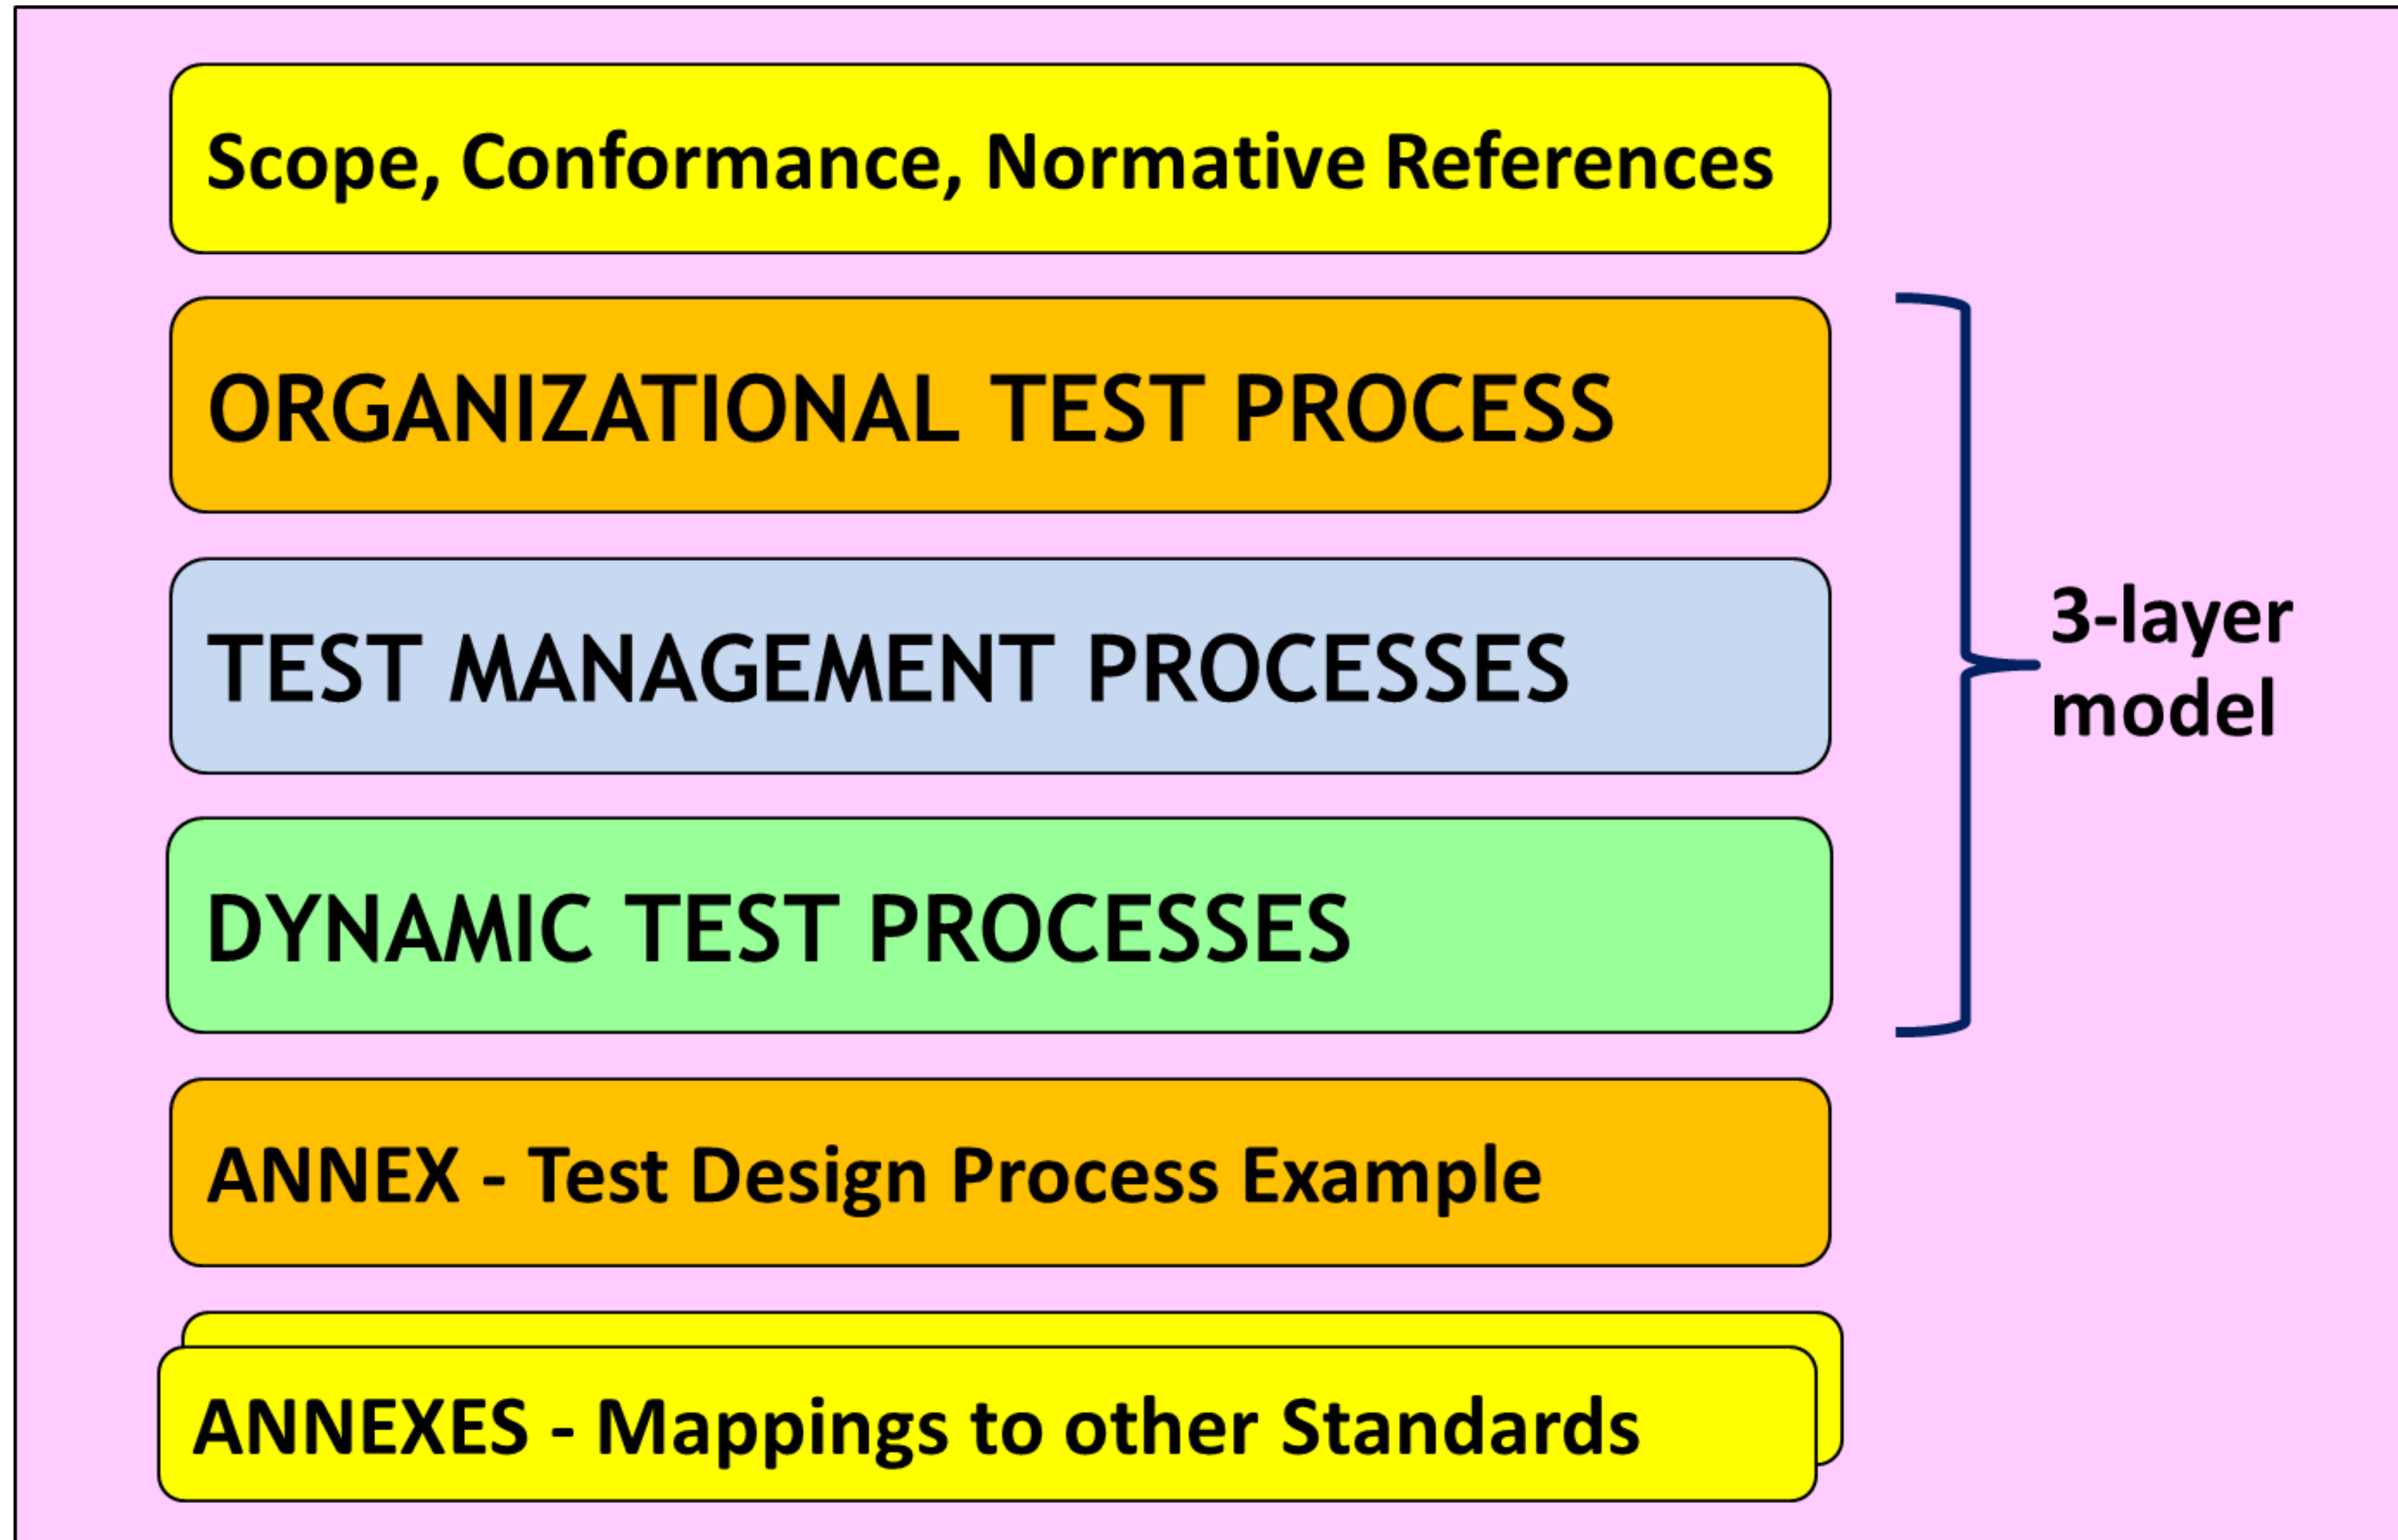 Scope, Conformance, Normative References
ORGANIZATIONAL TEST PROCESS
TEST MANAGEMENT PROCESSES
3-layer
model
DYNAMIC TEST PROCESSES
ANNEX - Test Design Process Example
ANNEXES - Mappings to other Standards